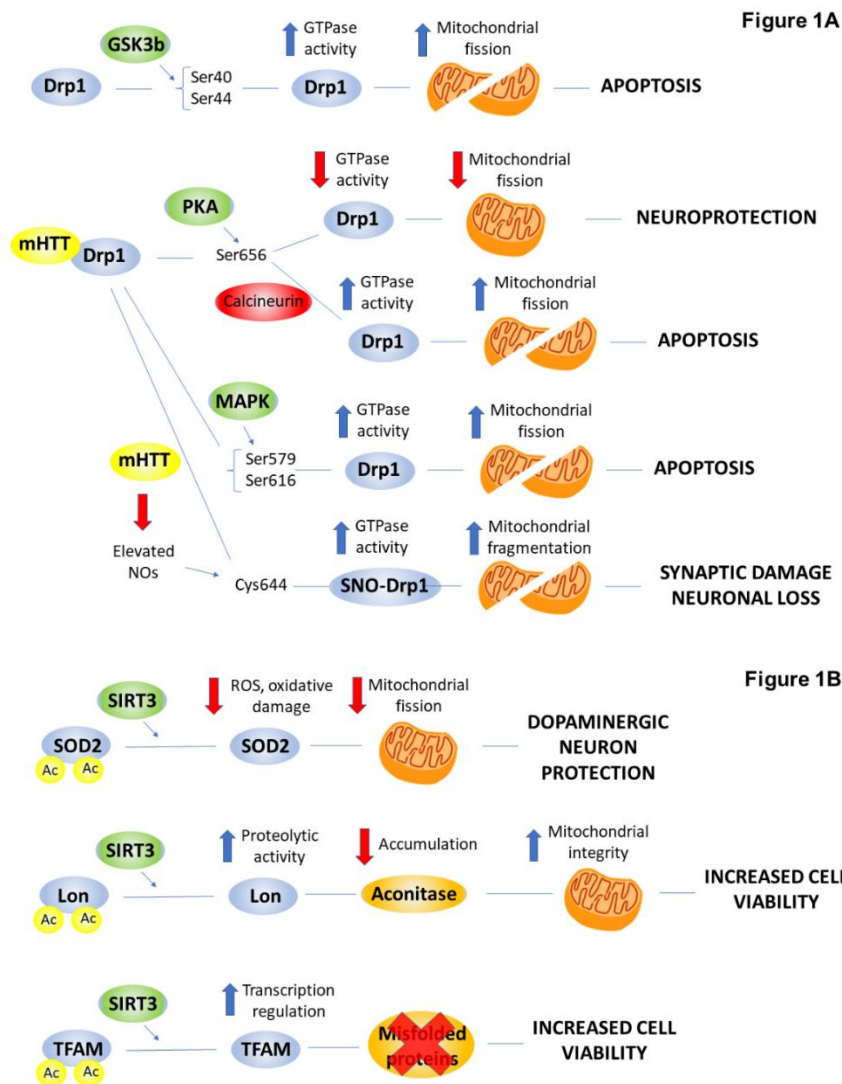 Figure 1A
GSK3b
GTPase
activity
Mitochondrial
fission
Drp1
Ser40
Ser44
Drp1
APOPTOSIS
GTPase
activity
Mitochondrial
fission
PKA
Drp1
NEUROPROTECTION
mHTT
Drp1
Ser656
Calcineurin
GTPase
activity
Mitochondrial
fission
Drp1
APOPTOSIS
MAPK
GTPase
activity
Mitochondrial
fission
mHTT
Ser579
Ser616
Drp1
APOPTOSIS
GTPase
activity
Mitochondrial
fragmentation
Elevated
NOs
Cys644
SNO-Drp1
SYNAPTIC DAMAGE
NEURONAL LOSS
Figure 1B
SIRT3
ROS, oxidative
damage
Mitochondrial
fission
SOD2
Ac Ac
SOD2
DOPAMINERGIC
NEURON
PROTECTION
SIRT3
Proteolytic
activity
Accumulation
Mitochondrial
integrity
Lon
Ac Ac
Lon
Aconitase
INCREASED CELL
VIABILITY
SIRT3
Transcription
regulation
TFAM
Ac Ac
TFAM
Misfolded
proteins
INCREASED CELL
VIABILITY